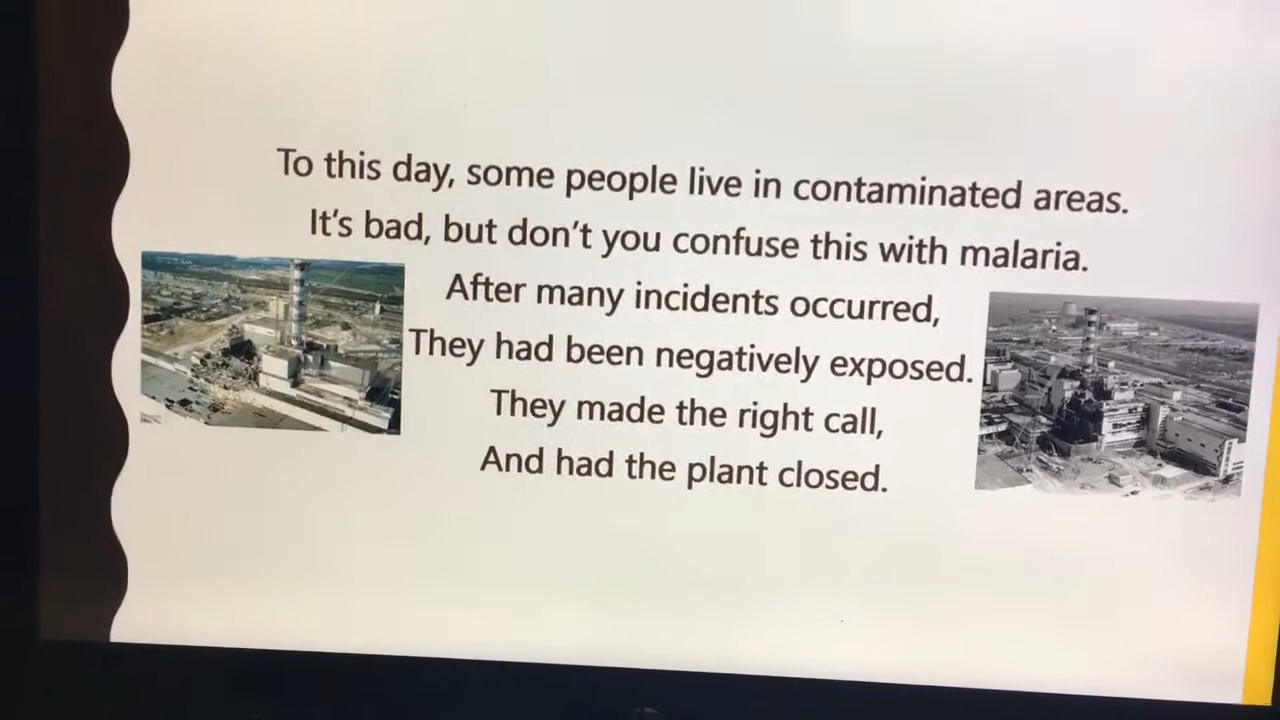 To this day, some people live in contaminated areas.
It's bad, but don't you confuse this with malaria.
After many incidents occurred,
They had been negatively exposed.
They made the right call,
And had the plant closed.